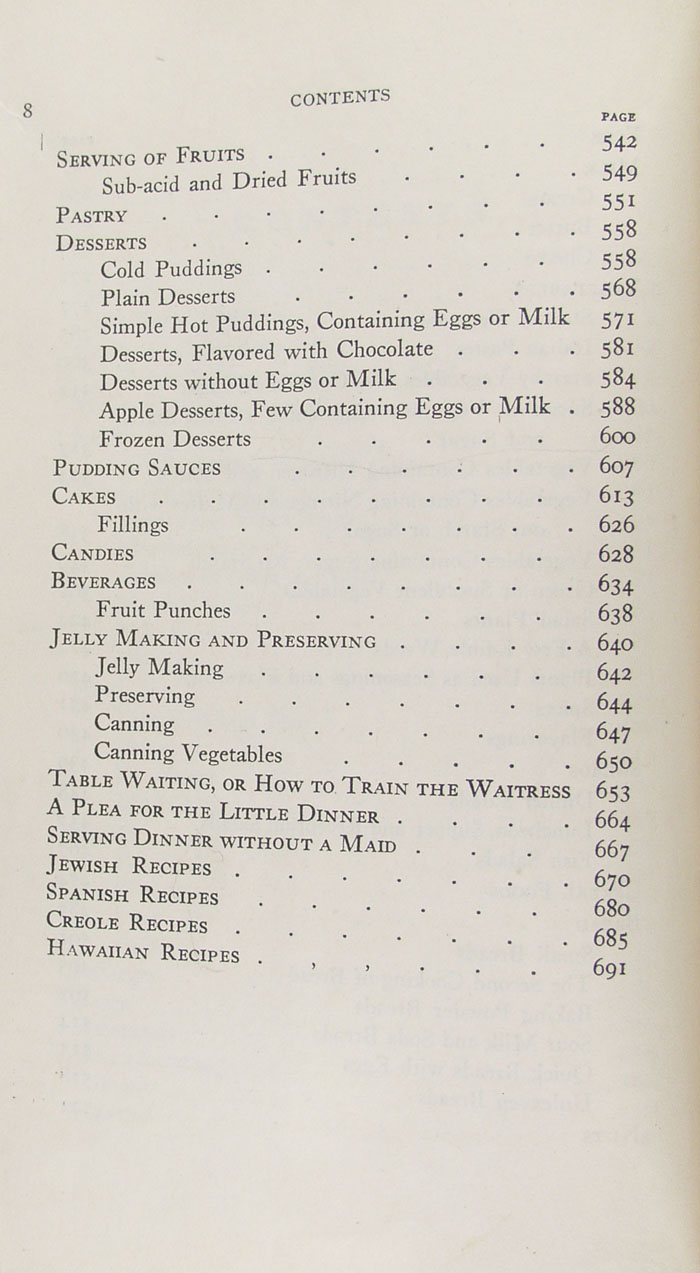 8
CONTENTS
PAGE
SERVING OF FRUITS . . . . . . 542
Sub-acid and Dried Fruits . . . . 549
PASTRY . . . . . . . . 551
DESSERTS . . . . . . . . 558
Cold Puddings . . . . . . 558
Plain Desserts . . . . . . 568
Simple Hot Puddings, Containing Eggs or Milk 571
Desserts, Flavored with Chocolate . . . 581
Desserts without Eggs or Milk . . . 584
Apple Desserts, Few Containing Eggs or Milk . 588
Frozen Desserts . . . . . 600
PUDDING SAUCES . . . . . . 607
CAKES . . . . . . . . 613
Fillings . . . . . . . 626
CANDIES . . . . . . . 628
BEVERAGES . . . . . . . . 634
Fruit Punches . . . . . . 638
JELLY MAKING AND PRESERVING . . . . 640
Jelly Making . . . . . . 642
Preserving . . . . . . . 644
Canning . . . . . . . 647
Canning Vegetables . . . . . 650
TABLE WAITING, OR HOW TO TRAIN THE WAITRESS 653
A PLEA FOR THE LITTLE DINNER . . . . 664
SERVING DINNER WITHOUT A MAID . . . 667
JEWISH RECIPES . . . . . . . 670
SPANISH RECIPES . . . . . . 680
CREOLE RECIPES . . . . . . . 685
HAWAIIAN RECIPES . , , . . . 691